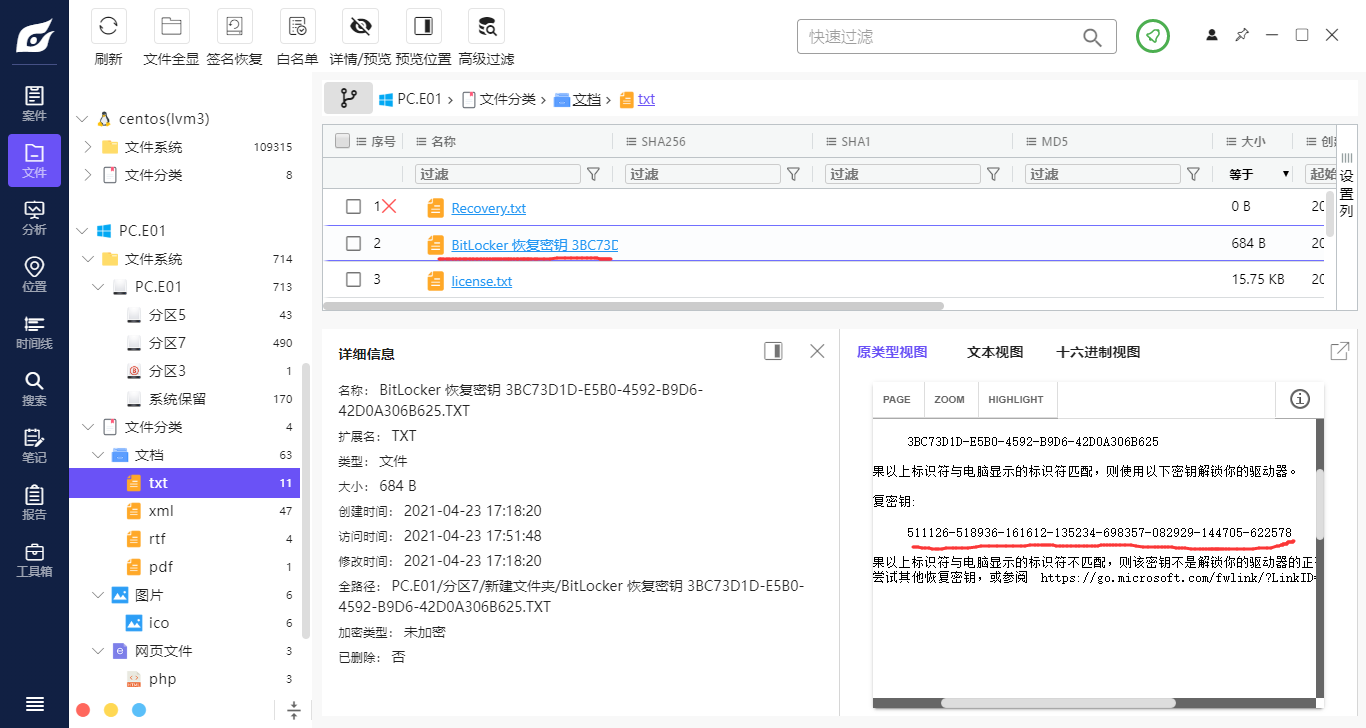 刷新 文件全显 签名恢复 白名单 详情/预览 预览位置 高级过滤
快速过滤
案件
文件
分析
位置
时间线
搜索
笔记
报告
工具箱
centos(lvm3)
文件系统 109315
文件分类 8
PC.E01
文件系统 714
PC.E01 713
分区5 43
分区7 490
分区3 1
系统保留 170
文件分类 4
文档 63
txt 11
xml 47
rtf 4
pdf 1
图片 6
ico 6
网页文件 3
php 3
PC.E01 › 文件分类 › 文档 › txt
序号 名称 SHA256 SHA1 MD5 大小
过滤 过滤 过滤 过滤 等于 起始
1 Recovery.txt 0 B 20
2 BitLocker 恢复密钥 3BC73D 684 B 20
3 license.txt 15.75 KB 20
设置列
详细信息
名称: BitLocker 恢复密钥 3BC73D1D-E5B0-4592-B9D6-
42D0A306B625.TXT
扩展名: TXT
类型: 文件
大小: 684 B
创建时间: 2021-04-23 17:18:20
访问时间: 2021-04-23 17:51:48
修改时间: 2021-04-23 17:18:20
全路径: PC.E01/分区7/新建文件夹/BitLocker 恢复密钥 3BC73D1D-E5B0-
4592-B9D6-42D0A306B625.TXT
加密类型: 未加密
已删除: 否
原类型视图 文本视图 十六进制视图
PAGE ZOOM HIGHLIGHT
3BC73D1D-E5B0-4592-B9D6-42D0A306B625
果以上标识符与电脑显示的标识符匹配，则使用以下密钥解锁你的驱动器。
复密钥:
511126-518936-161612-135234-698357-082929-144705-622578
果以上标识符与电脑显示的标识符不匹配，则该密钥不是解锁你的驱动器的正
尝试其他恢复密钥，或参阅 https://go.microsoft.com/fwlink/?LinkID=